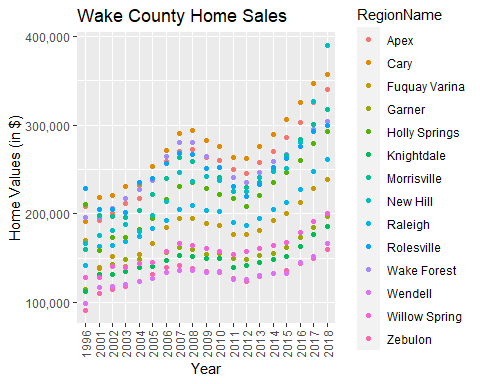 Wake County Home Sales
Home Values (in $)
400,000
300,000
200,000
100,000
1996 2001 2002 2003 2004 2005 2006 2007 2008 2009 2010 2011 2012 2013 2014 2015 2016 2017 2018
Year
RegionName
Apex
Cary
Fuquay Varina
Garner
Holly Springs
Knightdale
Morrisville
New Hill
Raleigh
Rolesville
Wake Forest
Wendell
Willow Spring
Zebulon